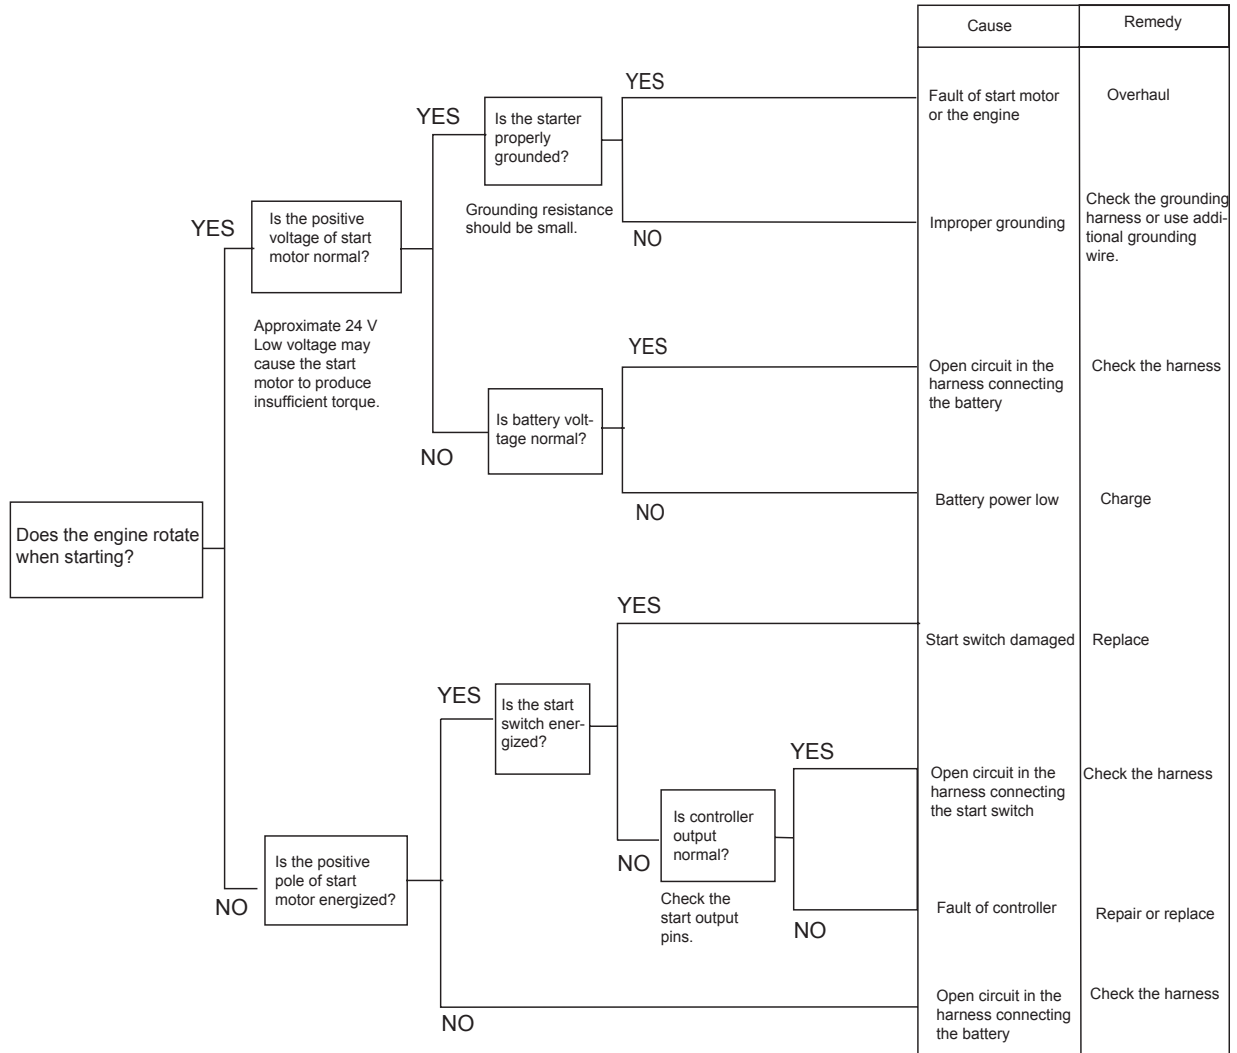 Cause
Remedy
YES
YES
Is the starter
properly
grounded?
Fault of start motor
or the engine
Overhaul
YES
Is the positive
voltage of start
motor normal?
Grounding resistance
should be small.
NO
Improper grounding
Check the grounding
harness or use addi-
tional grounding
wire.
Approximate 24 V
Low voltage may
cause the start
motor to produce
insufficient torque.
YES
Open circuit in the
harness connecting
the battery
Check the harness
NO
Is battery volt-
tage normal?
NO
Battery power low
Charge
Does the engine rotate
when starting?
YES
Start switch damaged
Replace
YES
Is the start
switch ener-
gized?
YES
Open circuit in the
harness connecting
the start switch
Check the harness
NO
Is controller
output
normal?
Check the
start output
pins.
NO
Fault of controller
Repair or replace
NO
Is the positive
pole of start
motor energized?
NO
Open circuit in the
harness connecting
the battery
Check the harness